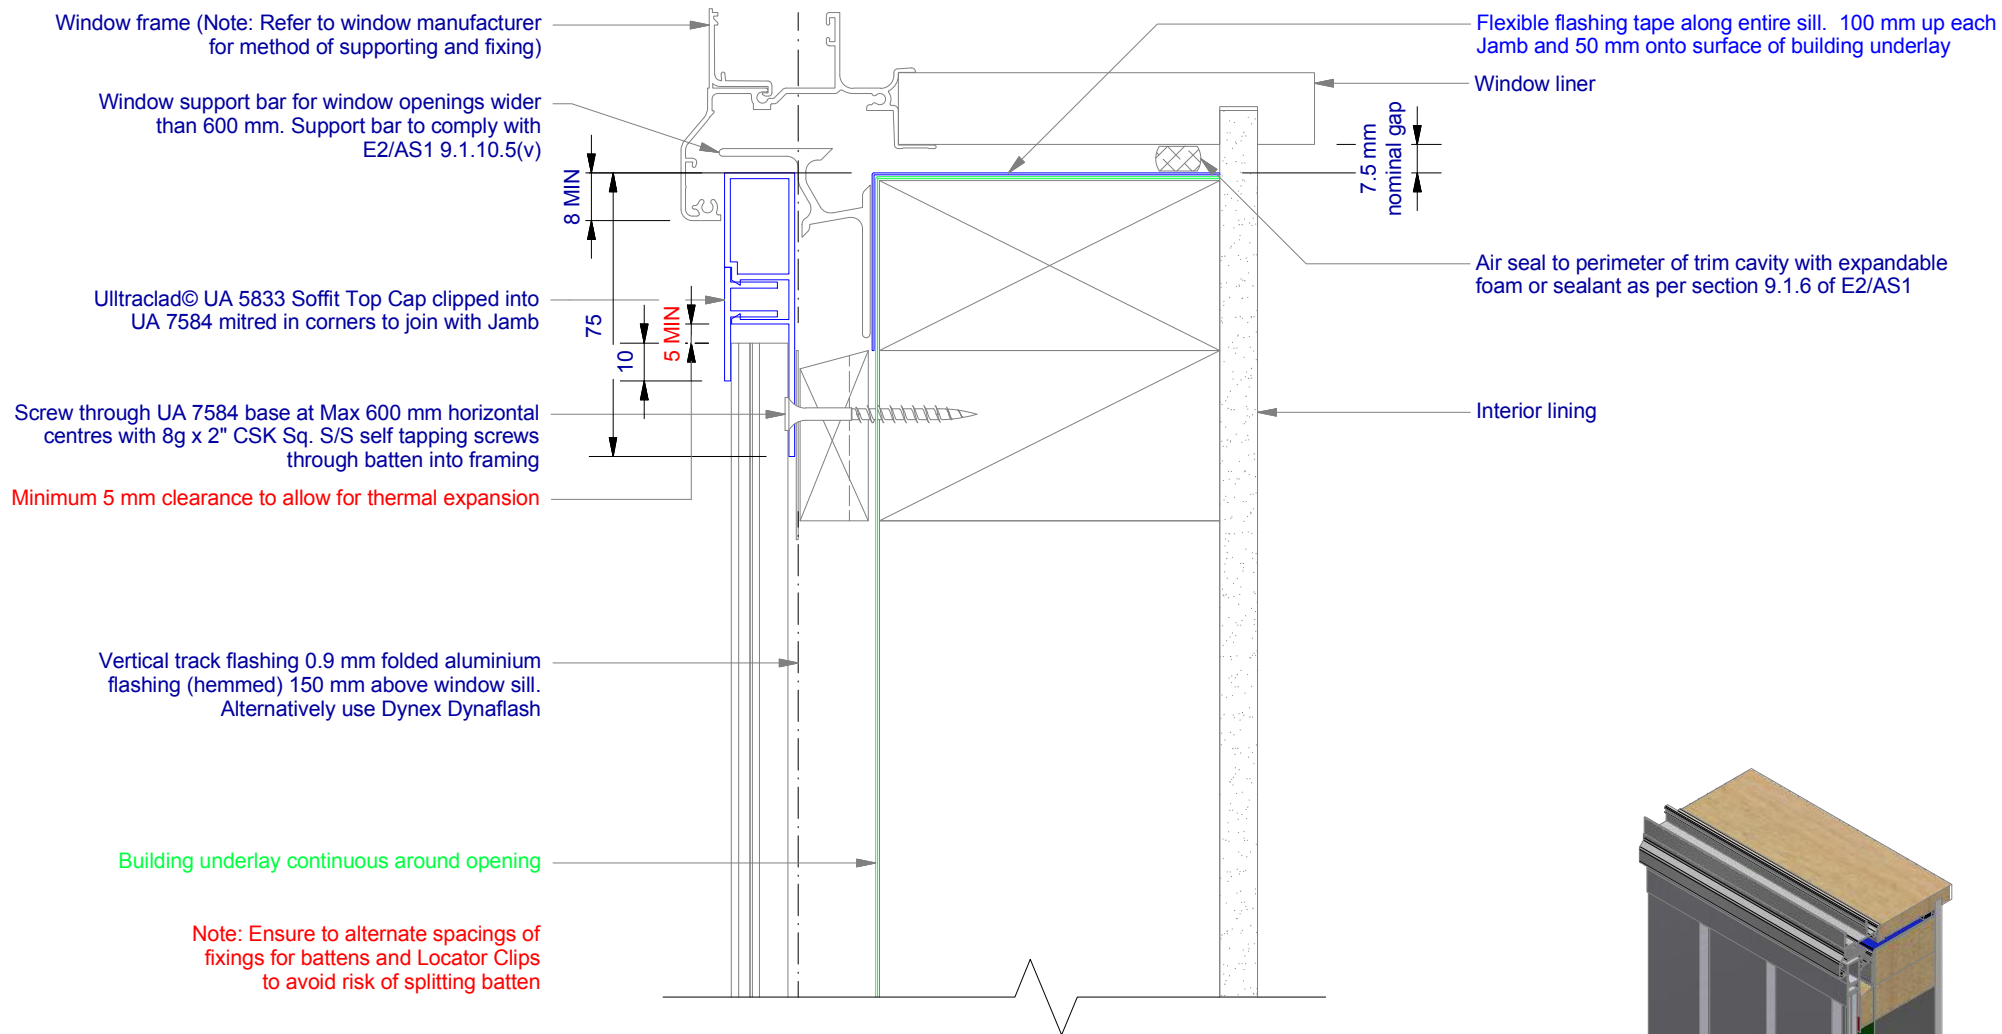 Window frame (Note: Refer to window manufacturer
for method of supporting and fixing)
Window support bar for window openings wider
than 600 mm. Support bar to comply with
E2/AS1 9.1.10.5(v)
8 MIN
75
Ulltraclad© UA 5833 Soffit Top Cap clipped into
UA 7584 mitred in corners to join with Jamb
5 MIN
10
Screw through UA 7584 base at Max 600 mm horizontal
centres with 8g x 2" CSK Sq. S/S self tapping screws
through batten into framing
Minimum 5 mm clearance to allow for thermal expansion
Vertical track flashing 0.9 mm folded aluminium
flashing (hemmed) 150 mm above window sill.
Alternatively use Dynex Dynaflash
Building underlay continuous around opening
Note: Ensure to alternate spacings of
fixings for battens and Locator Clips
to avoid risk of splitting batten
Flexible flashing tape along entire sill.  100 mm up each
Jamb and 50 mm onto surface of building underlay
Window liner
7.5 mm
nominal gap
Air seal to perimeter of trim cavity with expandable
foam or sealant as per section 9.1.6 of E2/AS1
Interior lining